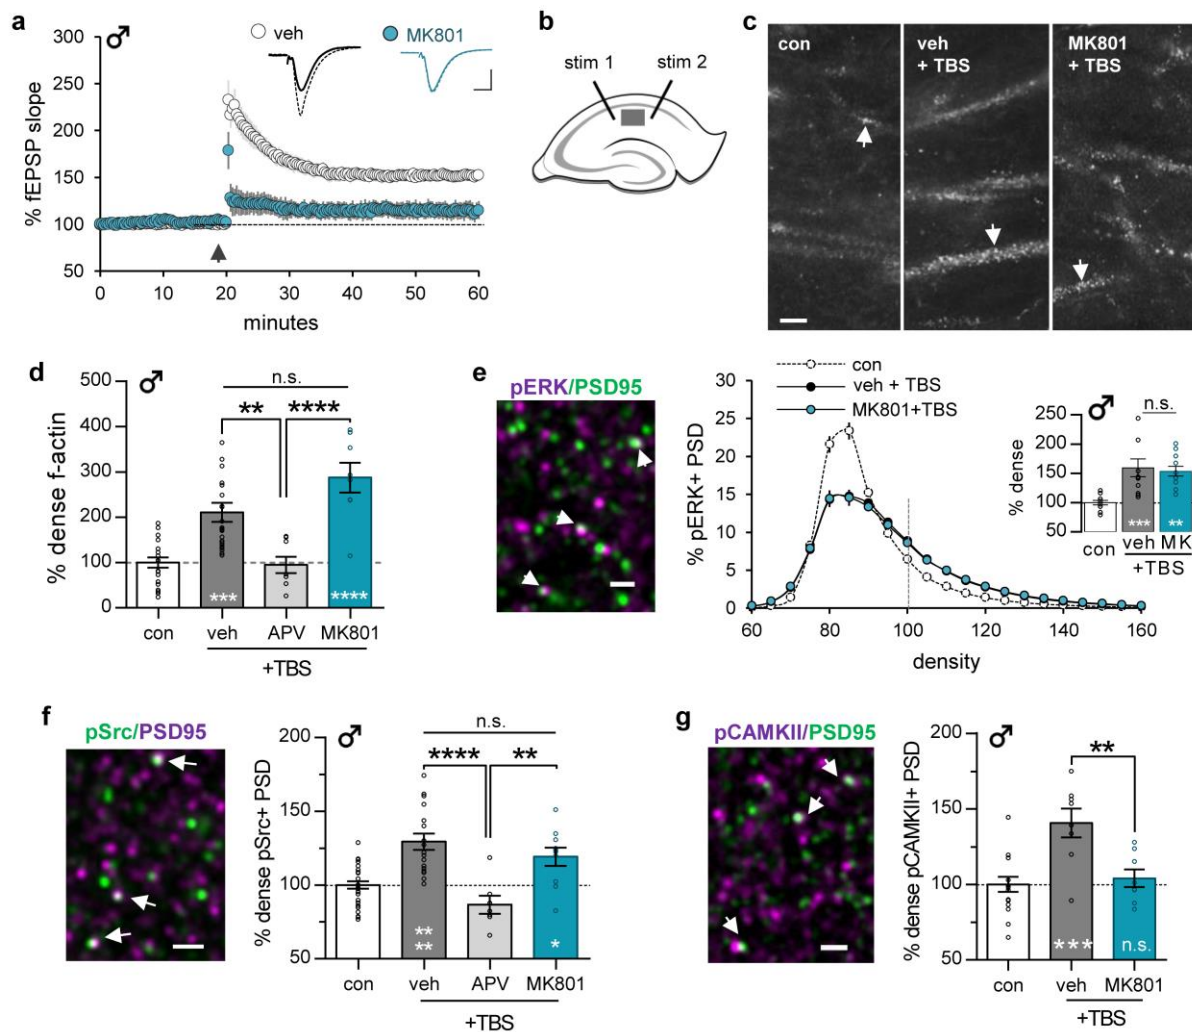 a
♂
veh
MK801
300
250
200
150
100
50
% fEPSP slope
0
10
20
30
40
50
60
minutes
b
stim 1
stim 2
c
con
veh
+ TBS
MK801
+ TBS
d
♂
n.s.
**
****
500
400
300
200
100
0
% dense f-actin
***
****
con
veh
APV
MK801
+TBS
e
pERK/PSD95
con
veh + TBS
MK801+TBS
30
25
20
15
10
5
0
% pERK+ PSD
60
80
100
120
140
160
density
♂
n.s.
250
200
150
100
50
% dense
***
**
con
veh
MK
+TBS
f
pSrc/PSD95
♂
n.s.
****
**
200
150
100
50
% dense pSrc+ PSD
**
**
*
con
veh
APV
MK801
+TBS
g
pCAMKII/PSD95
♂
**
200
150
100
50
% dense pCAMKII+ PSD
***
n.s.
con
veh
MK801
+TBS